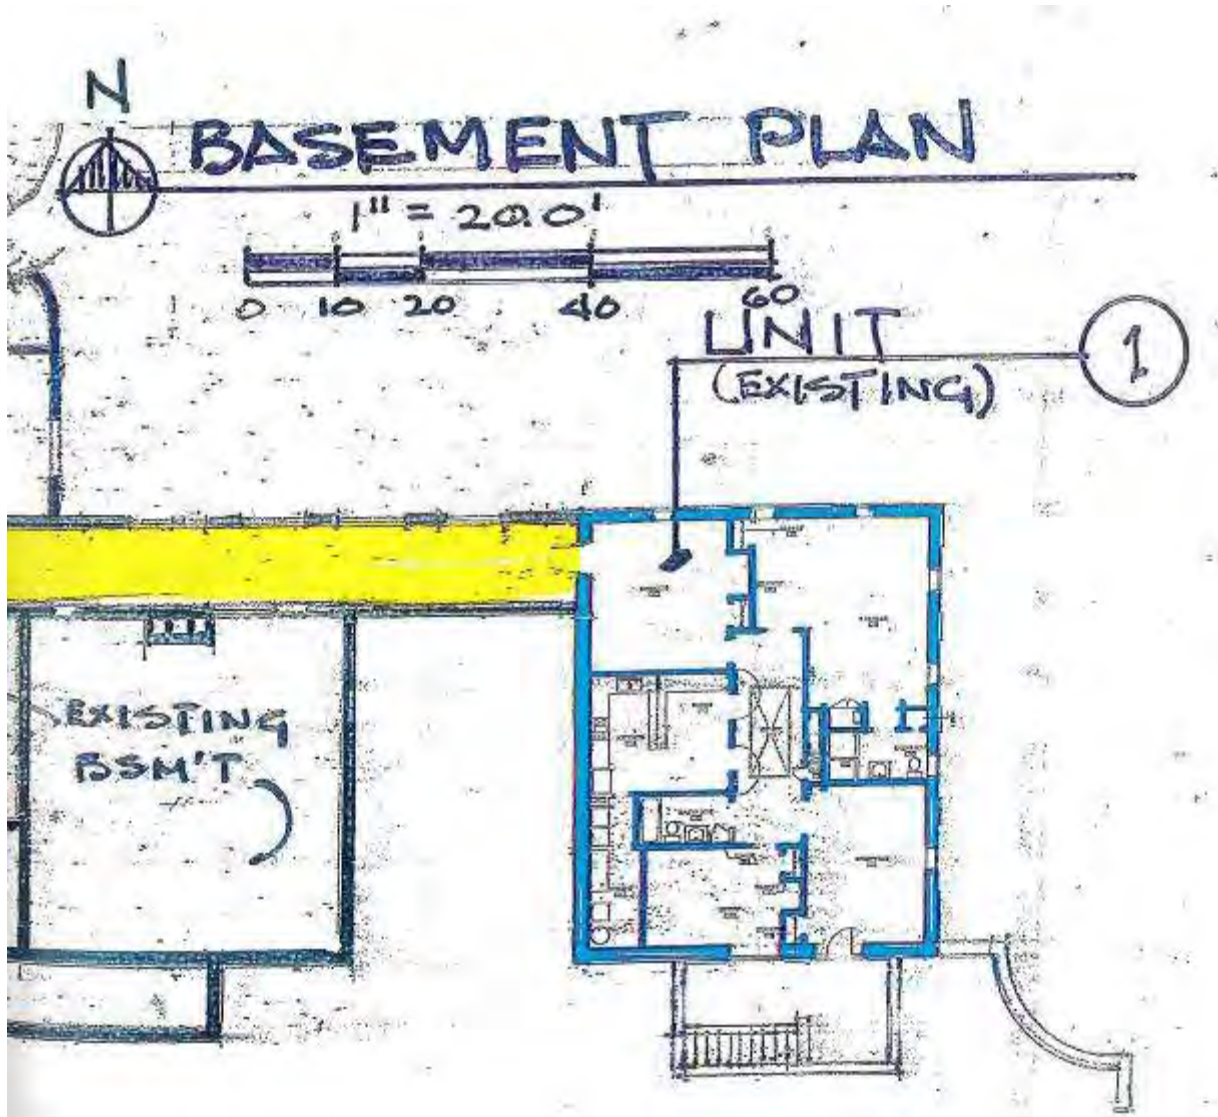 N
BASEMENT PLAN
1" = 20.0'
0 10 20 40 60
UNIT
(EXISTING)
1
EXISTING
BSM'T